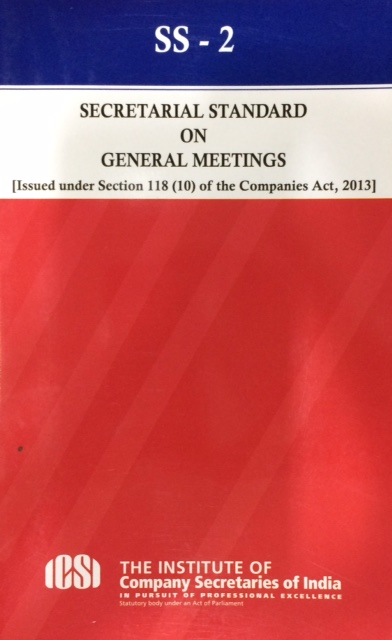 SS - 2
SECRETARIAL STANDARD
ON
GENERAL MEETINGS
[Issued under Section 118 (10) of the Companies Act, 2013]
ICSI
THE INSTITUTE OF
Company Secretaries of India
IN PURSUIT OF PROFESSIONAL EXCELLENCE
Statutory body under an Act of Parliament